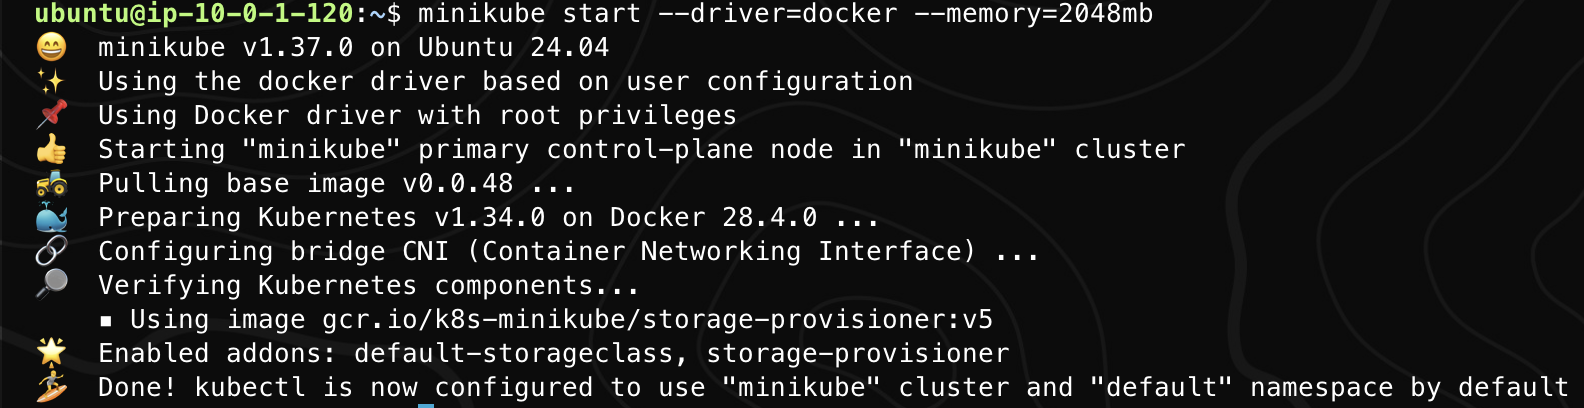 ubuntu@ip-10-0-1-120:~$ minikube start --driver=docker --memory=2048mb
😄 minikube v1.37.0 on Ubuntu 24.04
✨ Using the docker driver based on user configuration
📌 Using Docker driver with root privileges
👍 Starting "minikube" primary control-plane node in "minikube" cluster
🚜 Pulling base image v0.0.48 ...
🐳 Preparing Kubernetes v1.34.0 on Docker 28.4.0 ...
🔗 Configuring bridge CNI (Container Networking Interface) ...
🔎 Verifying Kubernetes components...
▪ Using image gcr.io/k8s-minikube/storage-provisioner:v5
🌟 Enabled addons: default-storageclass, storage-provisioner
🏄 Done! kubectl is now configured to use "minikube" cluster and "default" namespace by default